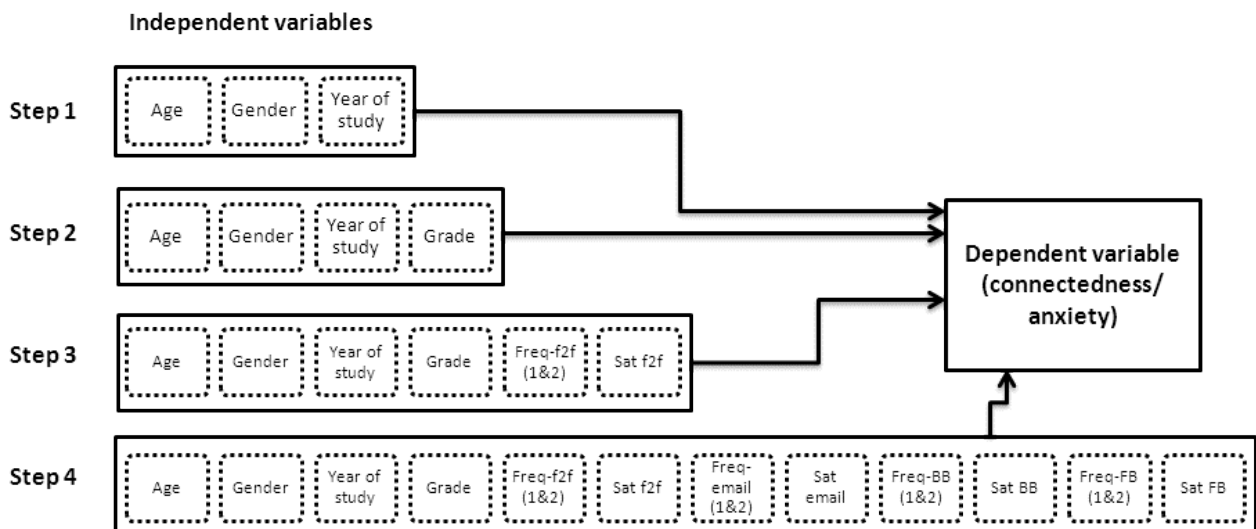 Independent variables
Step 1
Age
Gender
Year of
study
Step 2
Age
Gender
Year of
study
Grade
Dependent variable
(connectedness/
anxiety)
Step 3
Age
Gender
Year of
study
Grade
Freq-f2f
(1&2)
Sat f2f
Step 4
Age
Gender
Year of
study
Grade
Freq-f2f
(1&2)
Sat f2f
Freq-
email
(1&2)
Sat
email
Freq-BB
(1&2)
Sat BB
Freq-FB
(1&2)
Sat FB